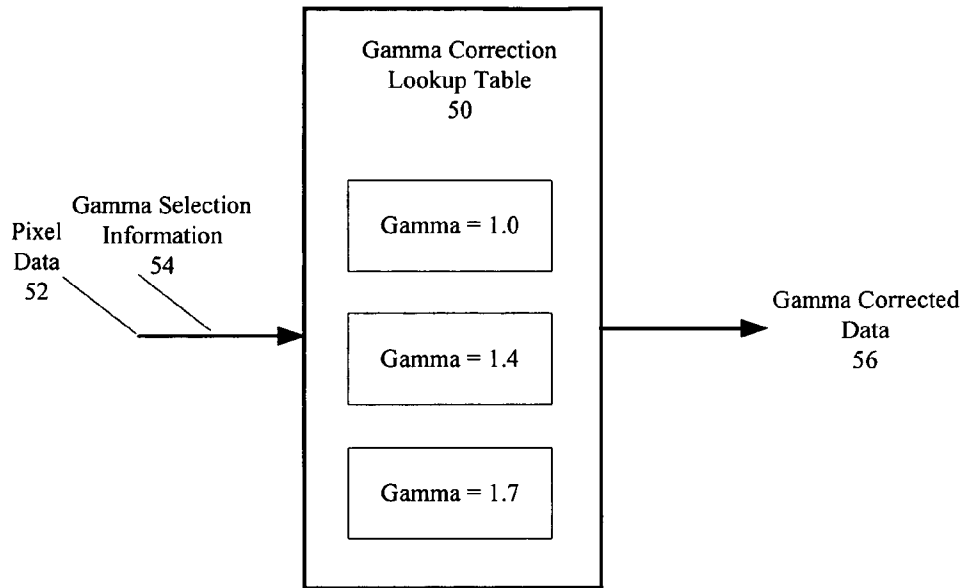 Gamma Correction
Lookup Table
50
Gamma Selection
Information
54
Pixel
Data
52
Gamma = 1.0
Gamma = 1.4
Gamma = 1.7
Gamma Corrected
Data
56